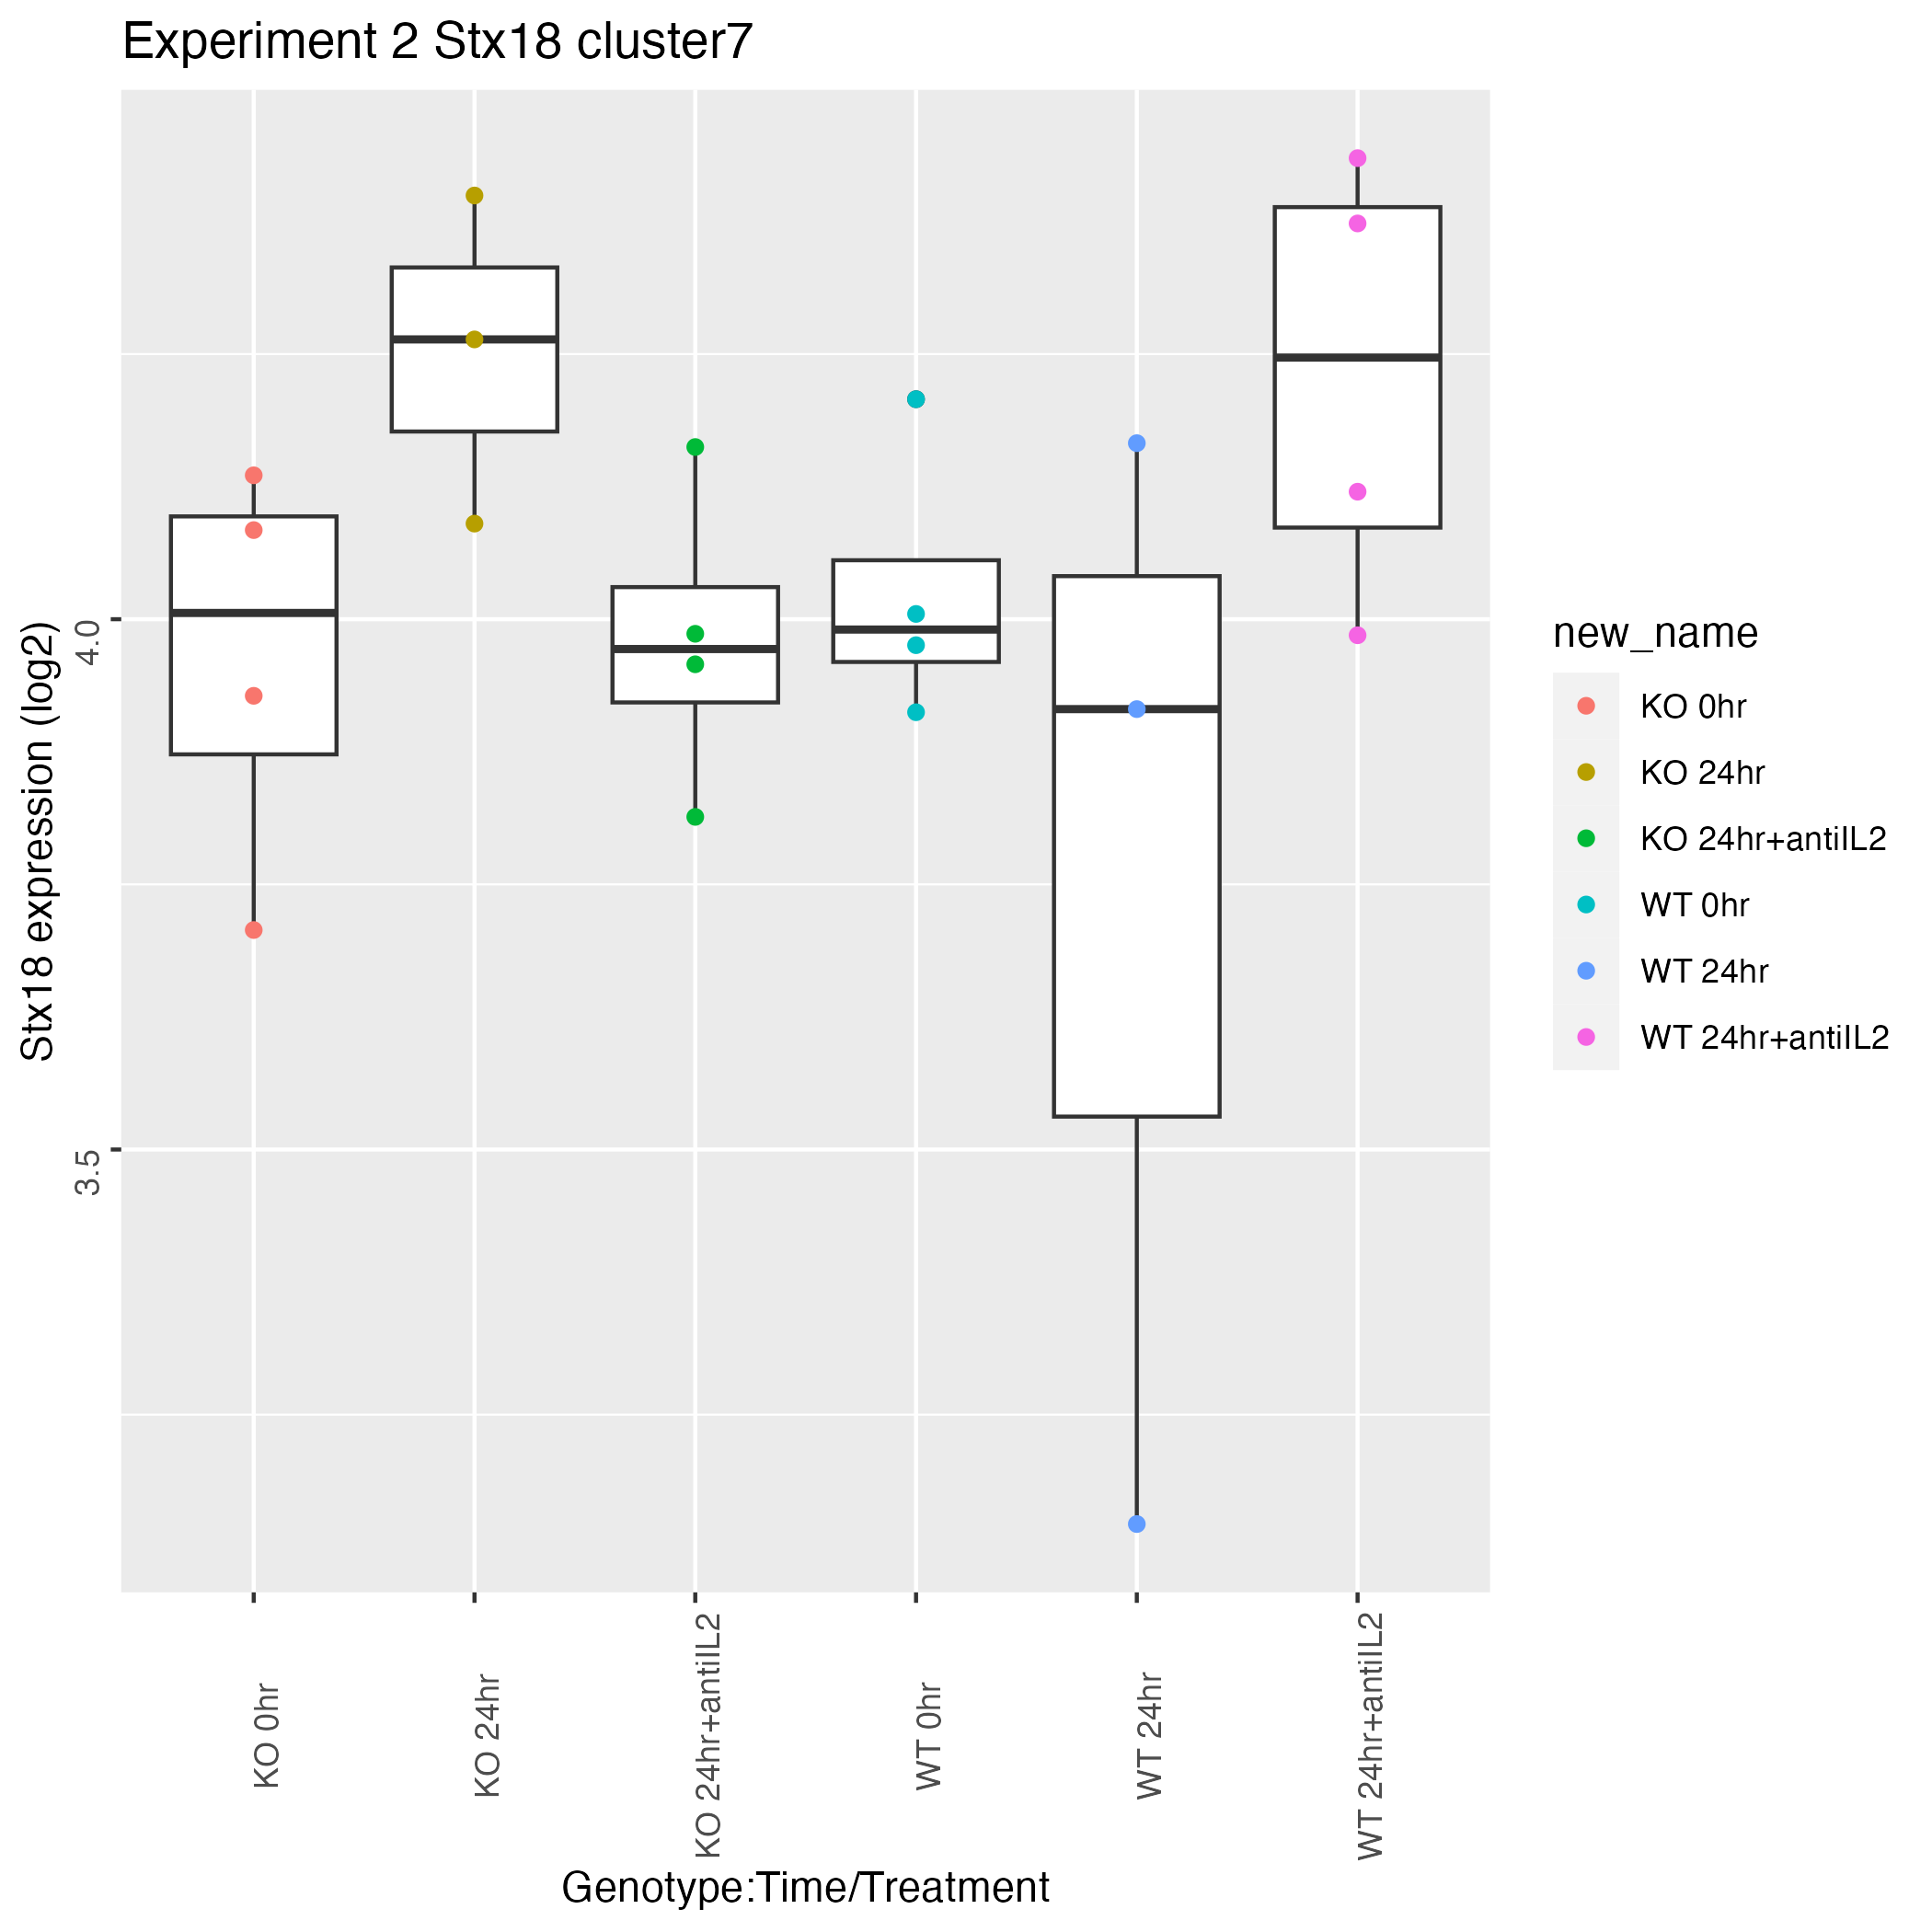 Experiment 2 Stx18 cluster7
Stx18 expression (log2)
4.0
3.5
KO 0hr
KO 24hr
KO 24hr+antiIL2
WT 0hr
WT 24hr
WT 24hr+antiIL2
Genotype:Time/Treatment
new_name
KO 0hr
KO 24hr
KO 24hr+antiIL2
WT 0hr
WT 24hr
WT 24hr+antiIL2